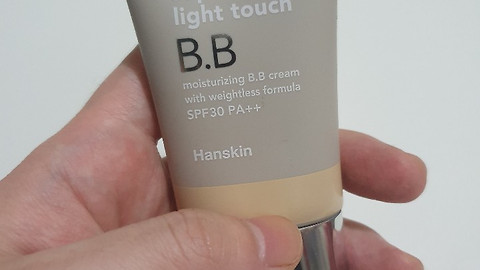 light touch
B.B
moisturizing B.B cream
with weightless formula
SPF30 PA++
Hanskin